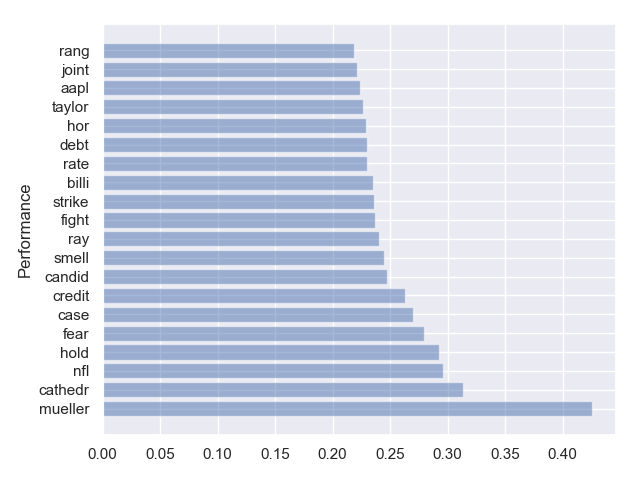 rang
joint
aapl
taylor
hor
debt
rate
billi
strike
fight
ray
smell
candid
credit
case
fear
hold
nfl
cathedr
mueller
Performance
0.00 0.05 0.10 0.15 0.20 0.25 0.30 0.35 0.40